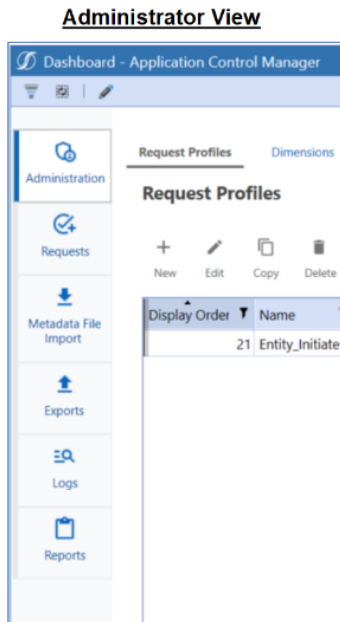 Administrator View
Dashboard - Application Control Manager
Administration
Requests
Metadata File
Import
Exports
Logs
Reports
Request Profiles Dimensions
Request Profiles
New Edit Copy Delete
Display Order Name
21 Entity_Initiate